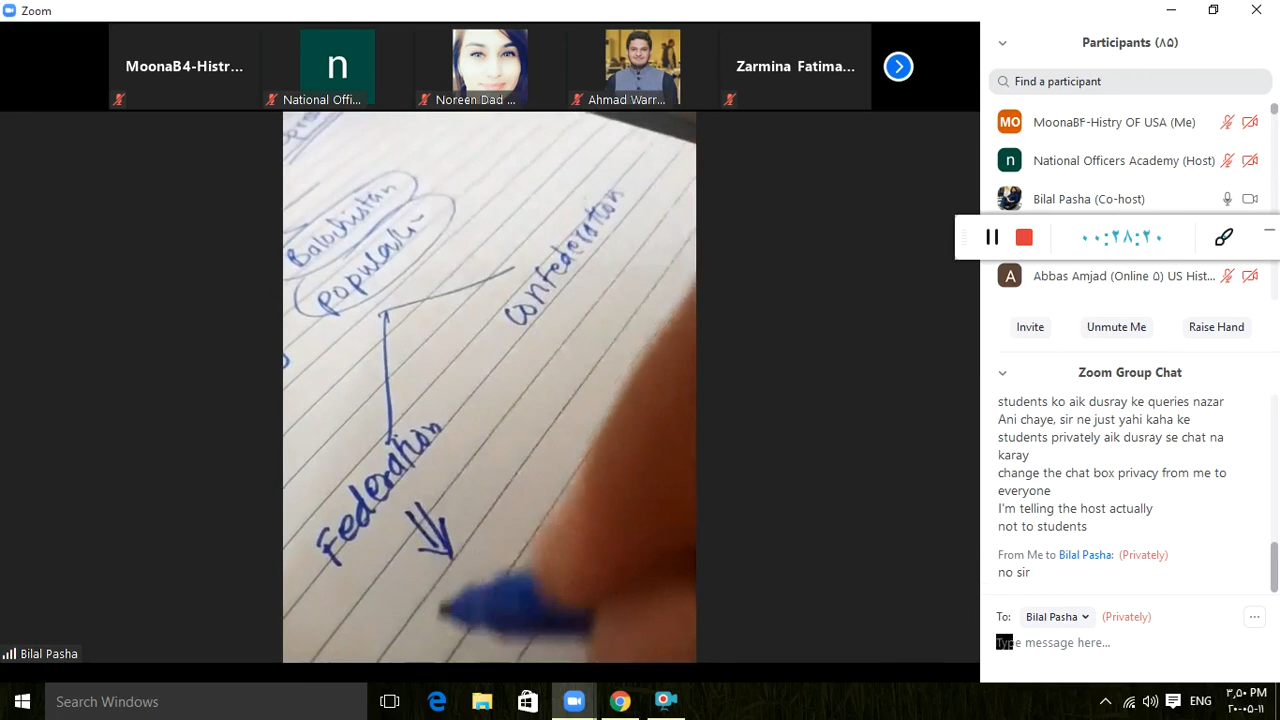 Zoom
MoonaB4-Histr...
n
National Offi...
Noreen Dad ...
Ahmad Warr...
Zarmina Fatima...
Balochistan
confederation
Federation
Bilal Pasha
Participants (۸۵)
Find a participant
MO
MoonaB۴-Histry OF USA (Me)
n
National Officers Academy (Host)
Bilal Pasha (Co-host)
۰۰:۲۸:۲۰
A
Abbas Amjad (Online ۵) US Hist...
Invite
Unmute Me
Raise Hand
Zoom Group Chat
students ko aik dusray ke queries nazar
Ani chaye, sir ne just yahi kaha ke
students privately aik dusray se chat na
karay
change the chat box privacy from me to
everyone
I'm telling the host actually
not to students
From Me to Bilal Pasha: (Privately)
no sir
To: Bilal Pasha (Privately)
Type message here...
Search Windows
ENG
۳:۵۰ PM